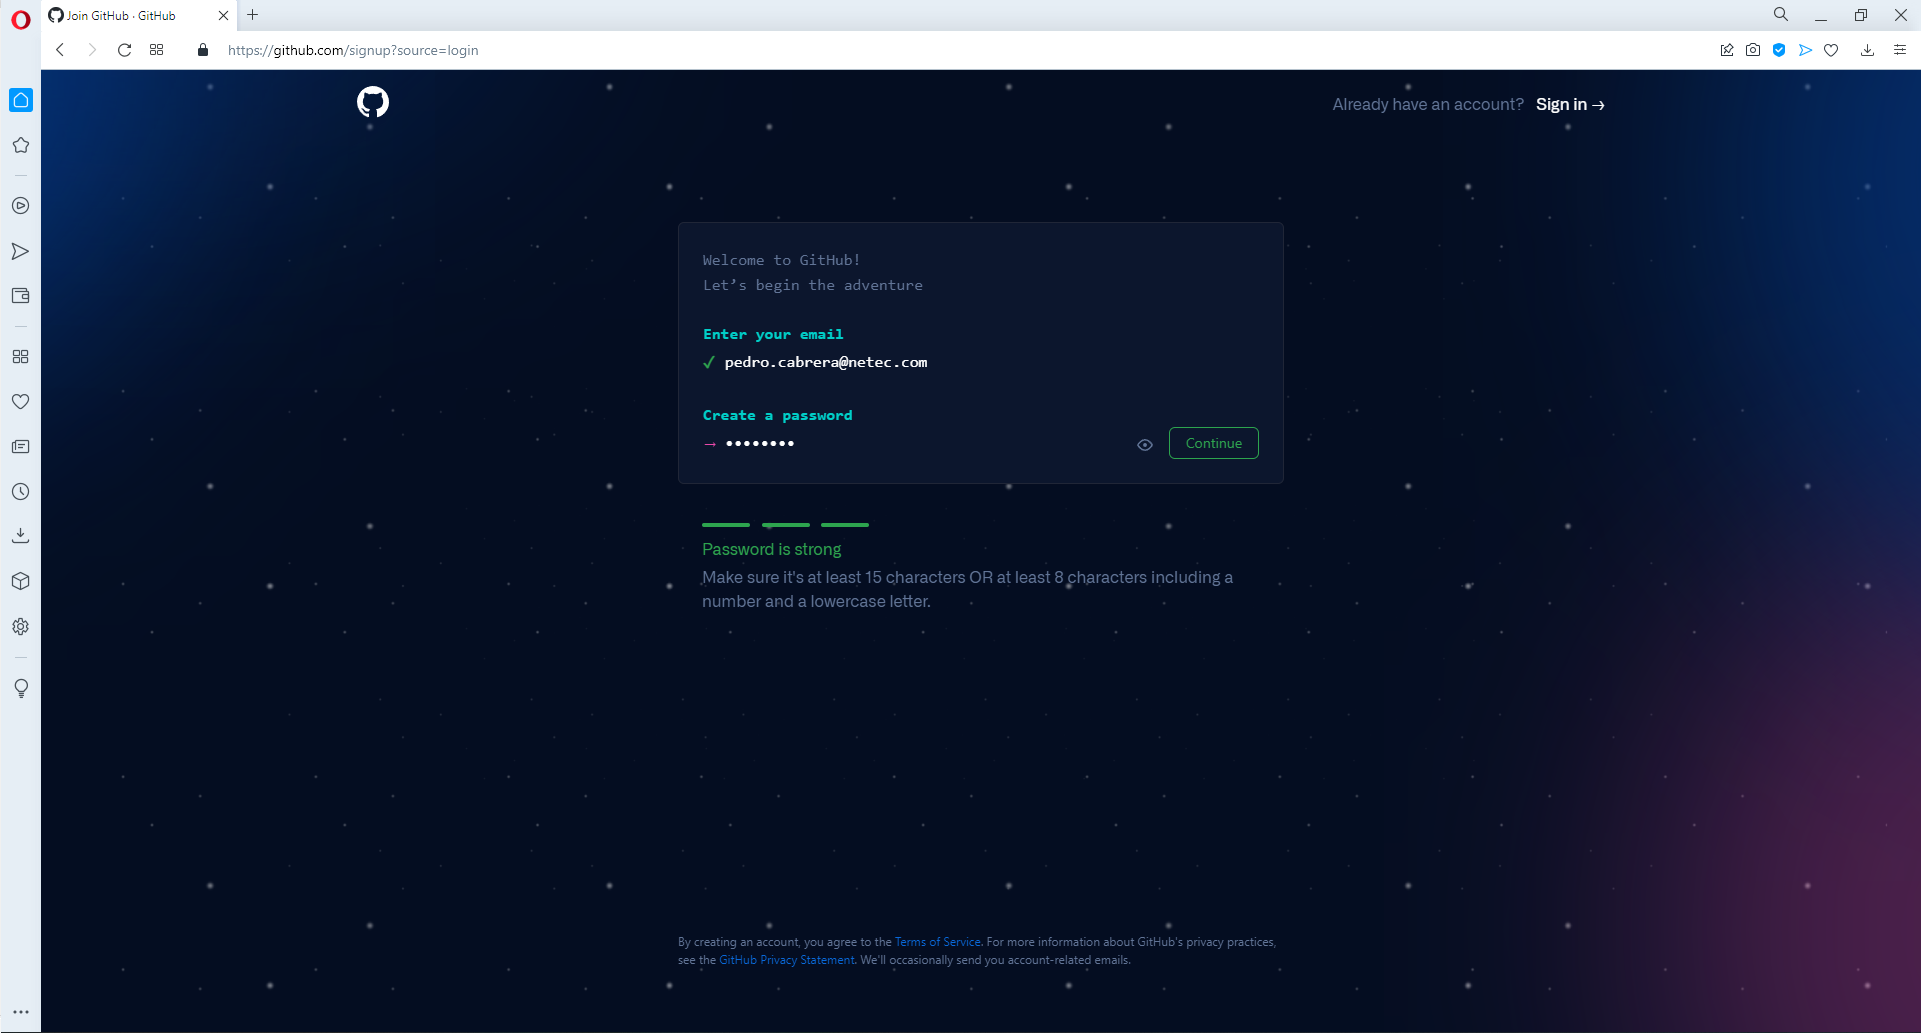 Join GitHub · GitHub
https://github.com/signup?source=login
Already have an account? Sign in →
Welcome to GitHub!
Let’s begin the adventure
Enter your email
✓ pedro.cabrera@netec.com
Create a password
→ ••••••••
Continue
Password is strong
Make sure it's at least 15 characters OR at least 8 characters including a
number and a lowercase letter.
By creating an account, you agree to the Terms of Service. For more information about GitHub's privacy practices,
see the GitHub Privacy Statement. We'll occasionally send you account-related emails.